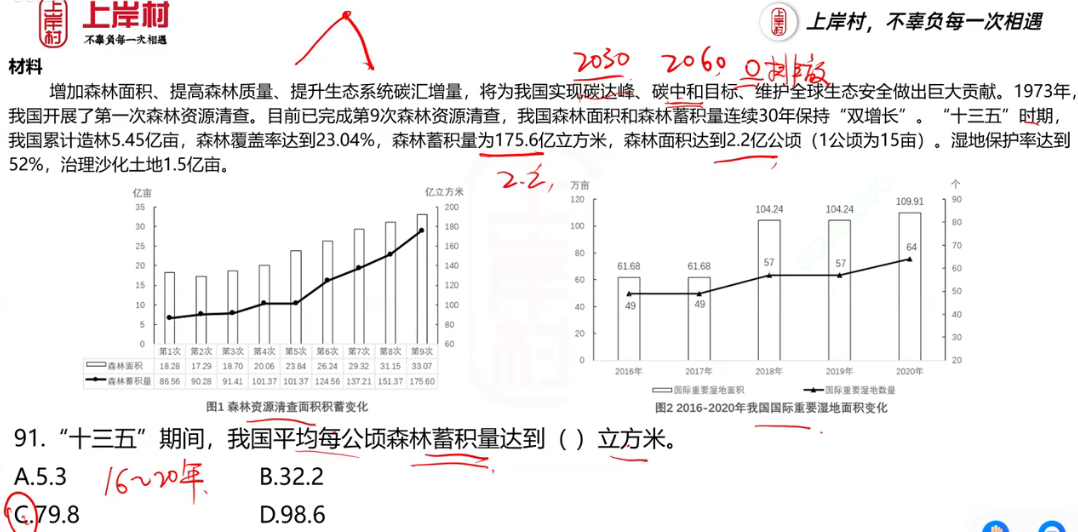 上岸村
上岸村
不辜负每一次相遇
上岸村，不辜负每一次相遇
2030 2060 0排放
材料
增加森林面积、提高森林质量、提升生态系统碳汇增量，将为我国实现碳达峰、碳中和目标、维护全球生态安全做出巨大贡献。1973年，
我国开展了第一次森林资源清查。目前已完成第9次森林资源清查，我国森林面积和森林蓄积量连续30年保持“双增长”。“十三五”时期，
我国累计造林5.45亿亩，森林覆盖率达到23.04%，森林蓄积量为175.6亿立方米，森林面积达到2.2亿公顷（1公顷为15亩）。湿地保护率达到
52%，治理沙化土地1.5亿亩。
2.2
亿亩 亿立方米
35 200
30 180
25 160
20 140
15 120
10 100
5 80
0 60
第1次 第2次 第3次 第4次 第5次 第6次 第7次 第8次 第9次
森林面积 18.28 17.29 18.70 20.06 23.84 26.24 29.32 31.15 33.07
森林蓄积量 86.56 90.28 91.41 101.37 101.37 124.56 137.21 151.37 175.60
图1 森林资源清查面积积蓄变化
万亩 个
120 90
100 80
80 70
60 60
40 50
20 40
0 30
20
61.68 61.68 104.24 104.24 109.91
49 49 57 57 64
2016年 2017年 2018年 2019年 2020年
国际重要湿地面积 国际重要湿地数量
图2 2016-2020年我国国际重要湿地面积变化
91.“十三五”期间，我国平均每公顷森林蓄积量达到（ ）立方米。
A.5.3 B.32.2
16~20年
C.79.8 D.98.6